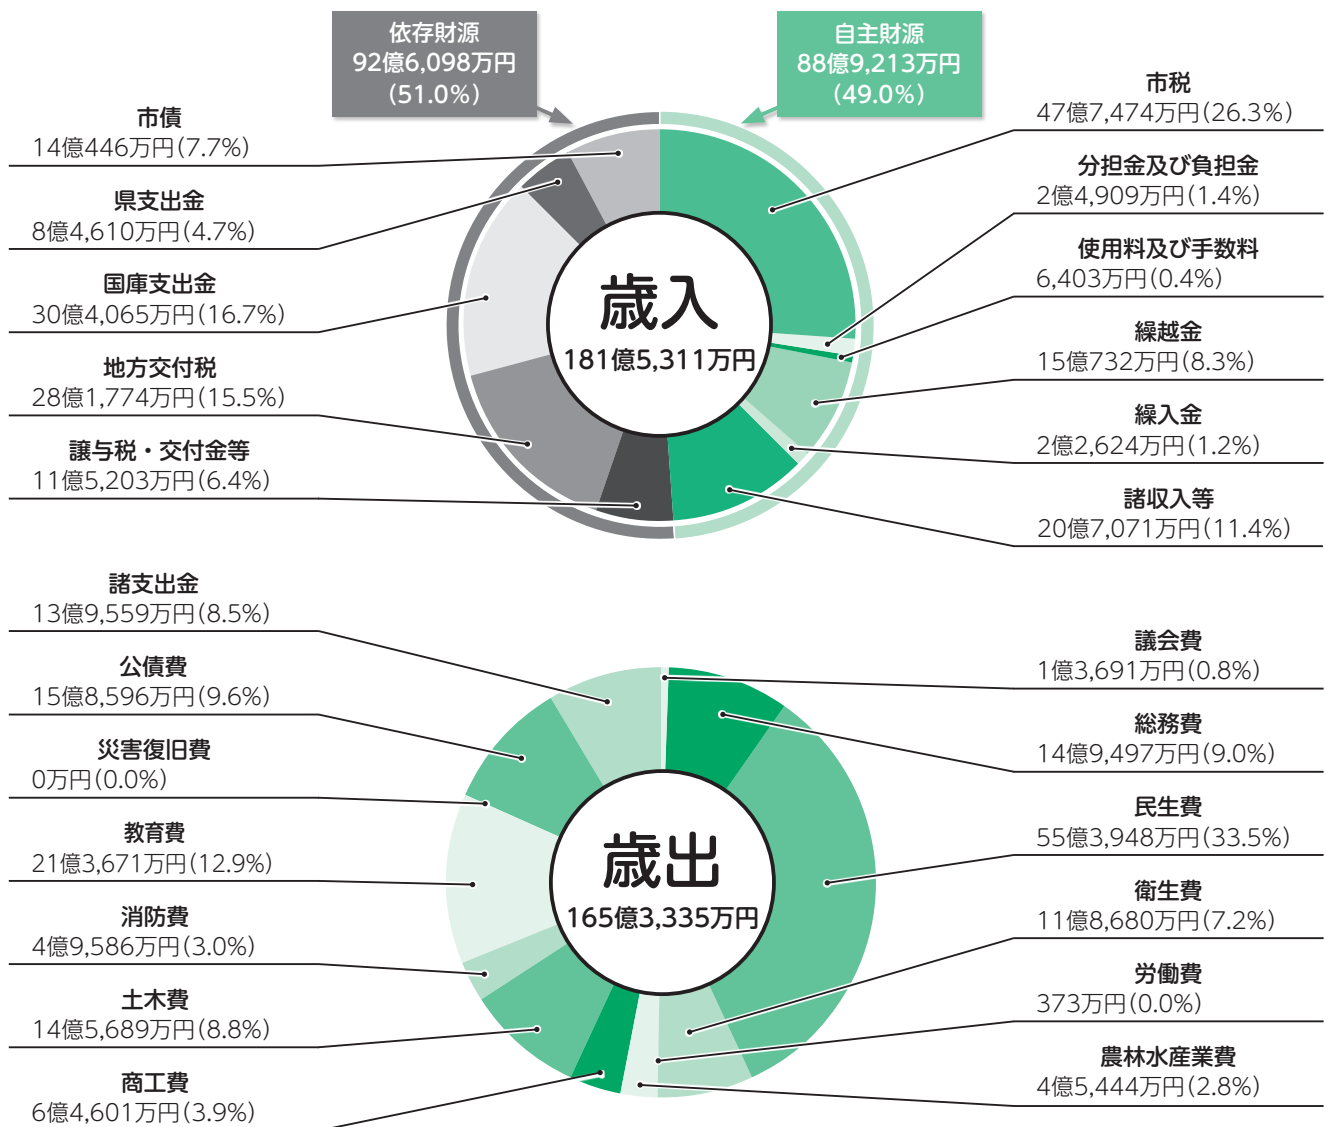 依存財源
92億6,098万円
(51.0%)
自主財源
88億9,213万円
(49.0%)
市債
14億446万円(7.7%)
県支出金
8億4,610万円(4.7%)
国庫支出金
30億4,065万円(16.7%)
地方交付税
28億1,774万円(15.5%)
譲与税・交付金等
11億5,203万円(6.4%)
歳入
181億5,311万円
市税
47億7,474万円(26.3%)
分担金及び負担金
2億4,909万円(1.4%)
使用料及び手数料
6,403万円(0.4%)
繰越金
15億732万円(8.3%)
繰入金
2億2,624万円(1.2%)
諸収入等
20億7,071万円(11.4%)
諸支出金
13億9,559万円(8.5%)
公債費
15億8,596万円(9.6%)
災害復旧費
0万円(0.0%)
教育費
21億3,671万円(12.9%)
消防費
4億9,586万円(3.0%)
土木費
14億5,689万円(8.8%)
商工費
6億4,601万円(3.9%)
歳出
165億3,335万円
議会費
1億3,691万円(0.8%)
総務費
14億9,497万円(9.0%)
民生費
55億3,948万円(33.5%)
衛生費
11億8,680万円(7.2%)
労働費
373万円(0.0%)
農林水産業費
4億5,444万円(2.8%)